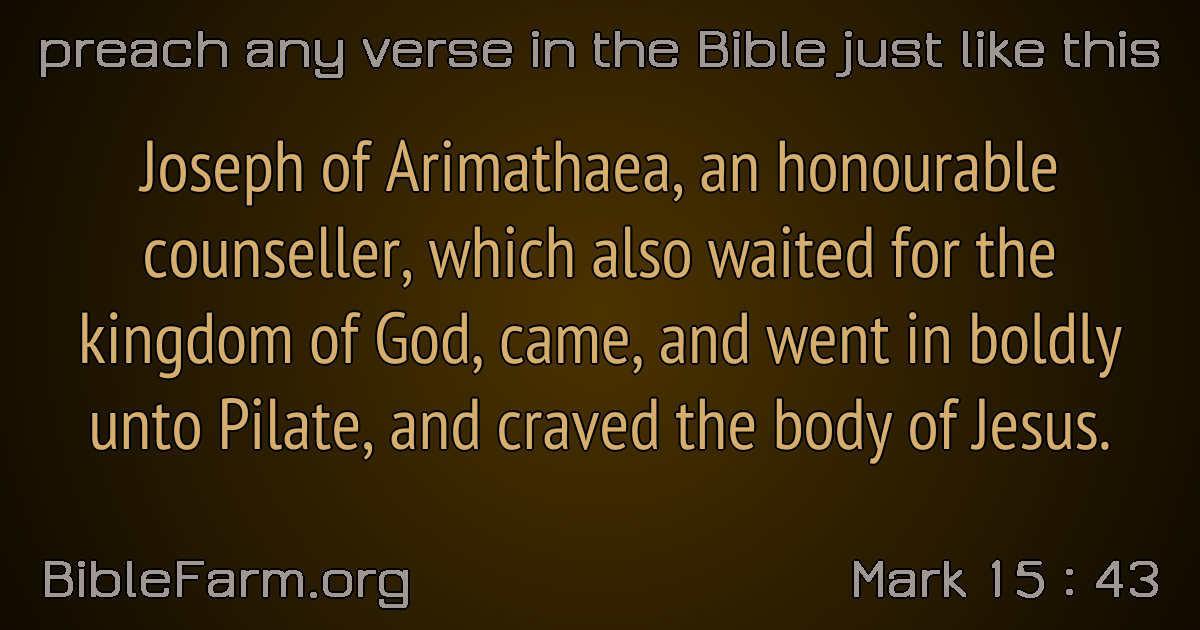 preach any verse in the Bible just like this
Joseph of Arimathaea, an honourable
counseller, which also waited for the
kingdom of God, came, and went in boldly
unto Pilate, and craved the body of Jesus.
BibleFarm.org
Mark 15 : 43